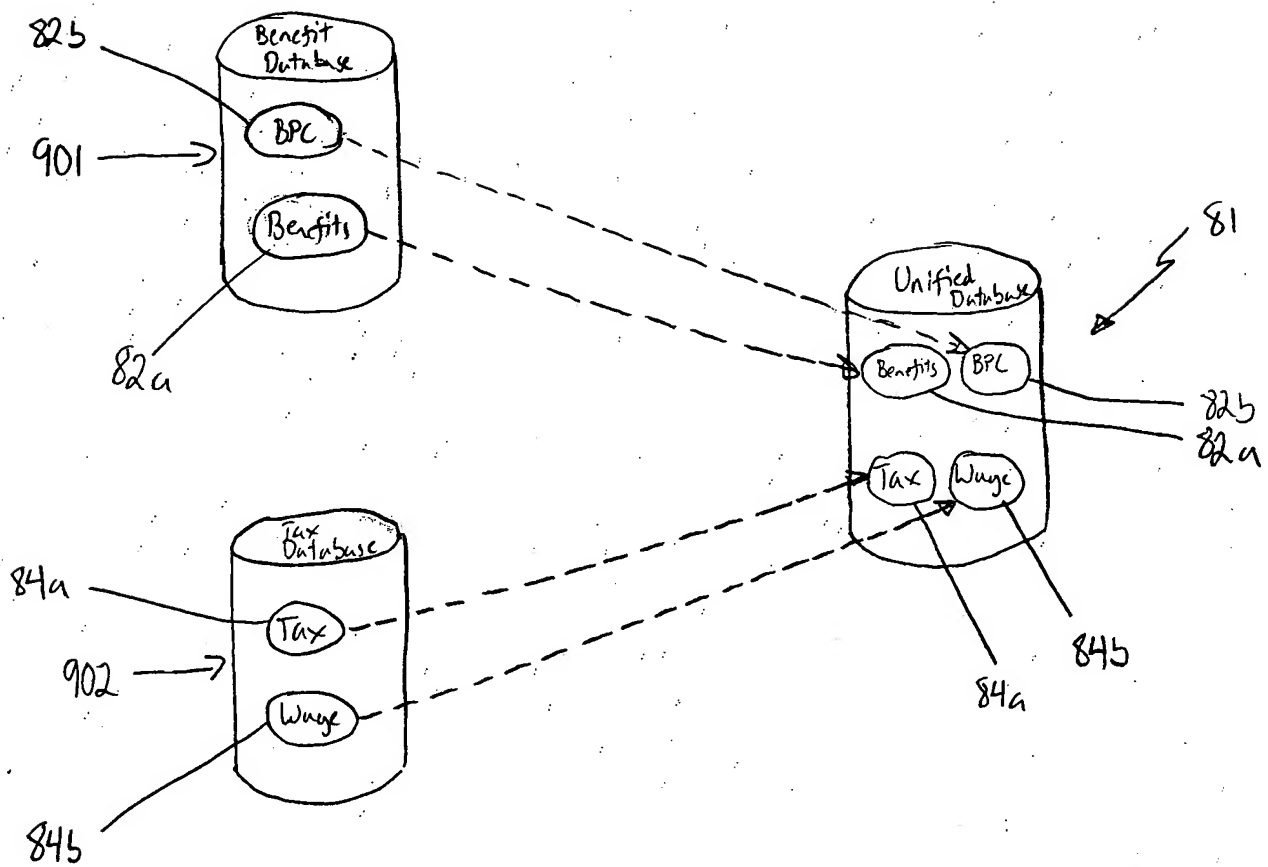 82b
Benefit
Database
BPC
901
Benefits
82a
81
Unified
Database
Benefits
BPC
82b
82a
Tax
Wage
84b
84a
Tax
Database
84a
Tax
902
Wage
84b